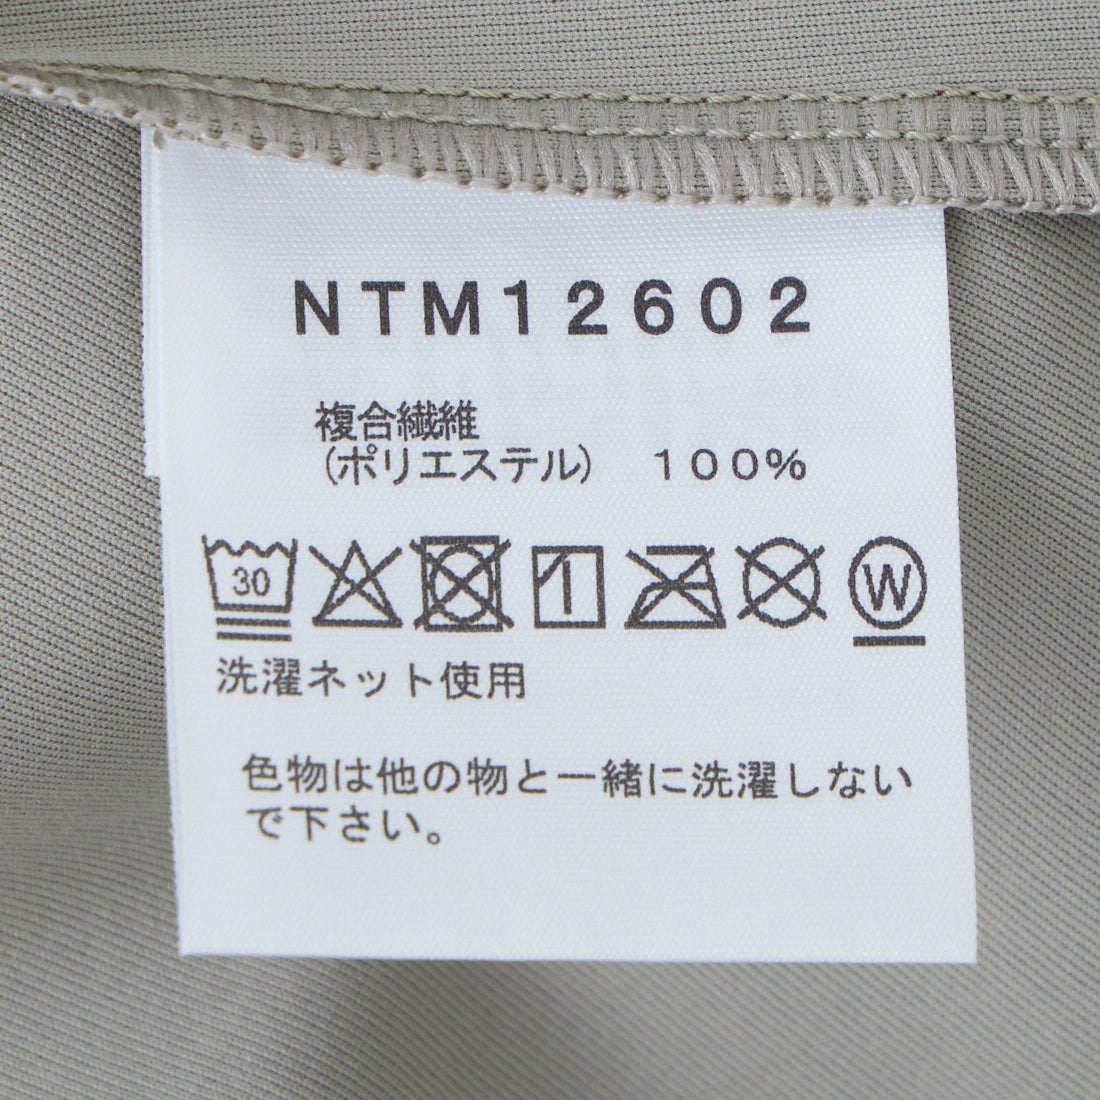 NTM12602
複合繊維
(ポリエステル) 100%
30 W
洗濯ネット使用
色物は他の物と一緒に洗濯しない
で下さい。